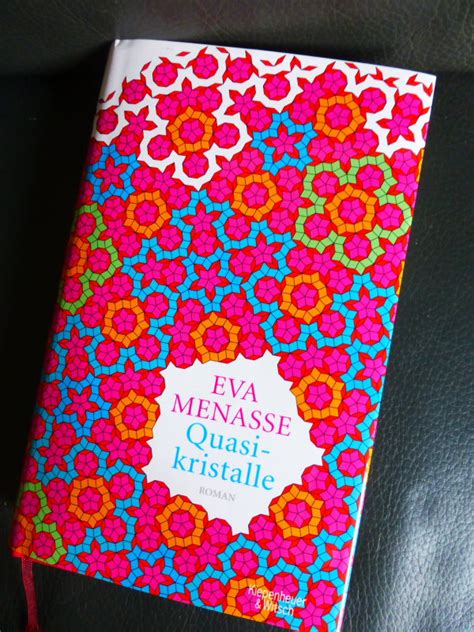 EVA
MENASSE
Quasi-
kristalle
ROMAN
Kiepenheuer
& Witsch